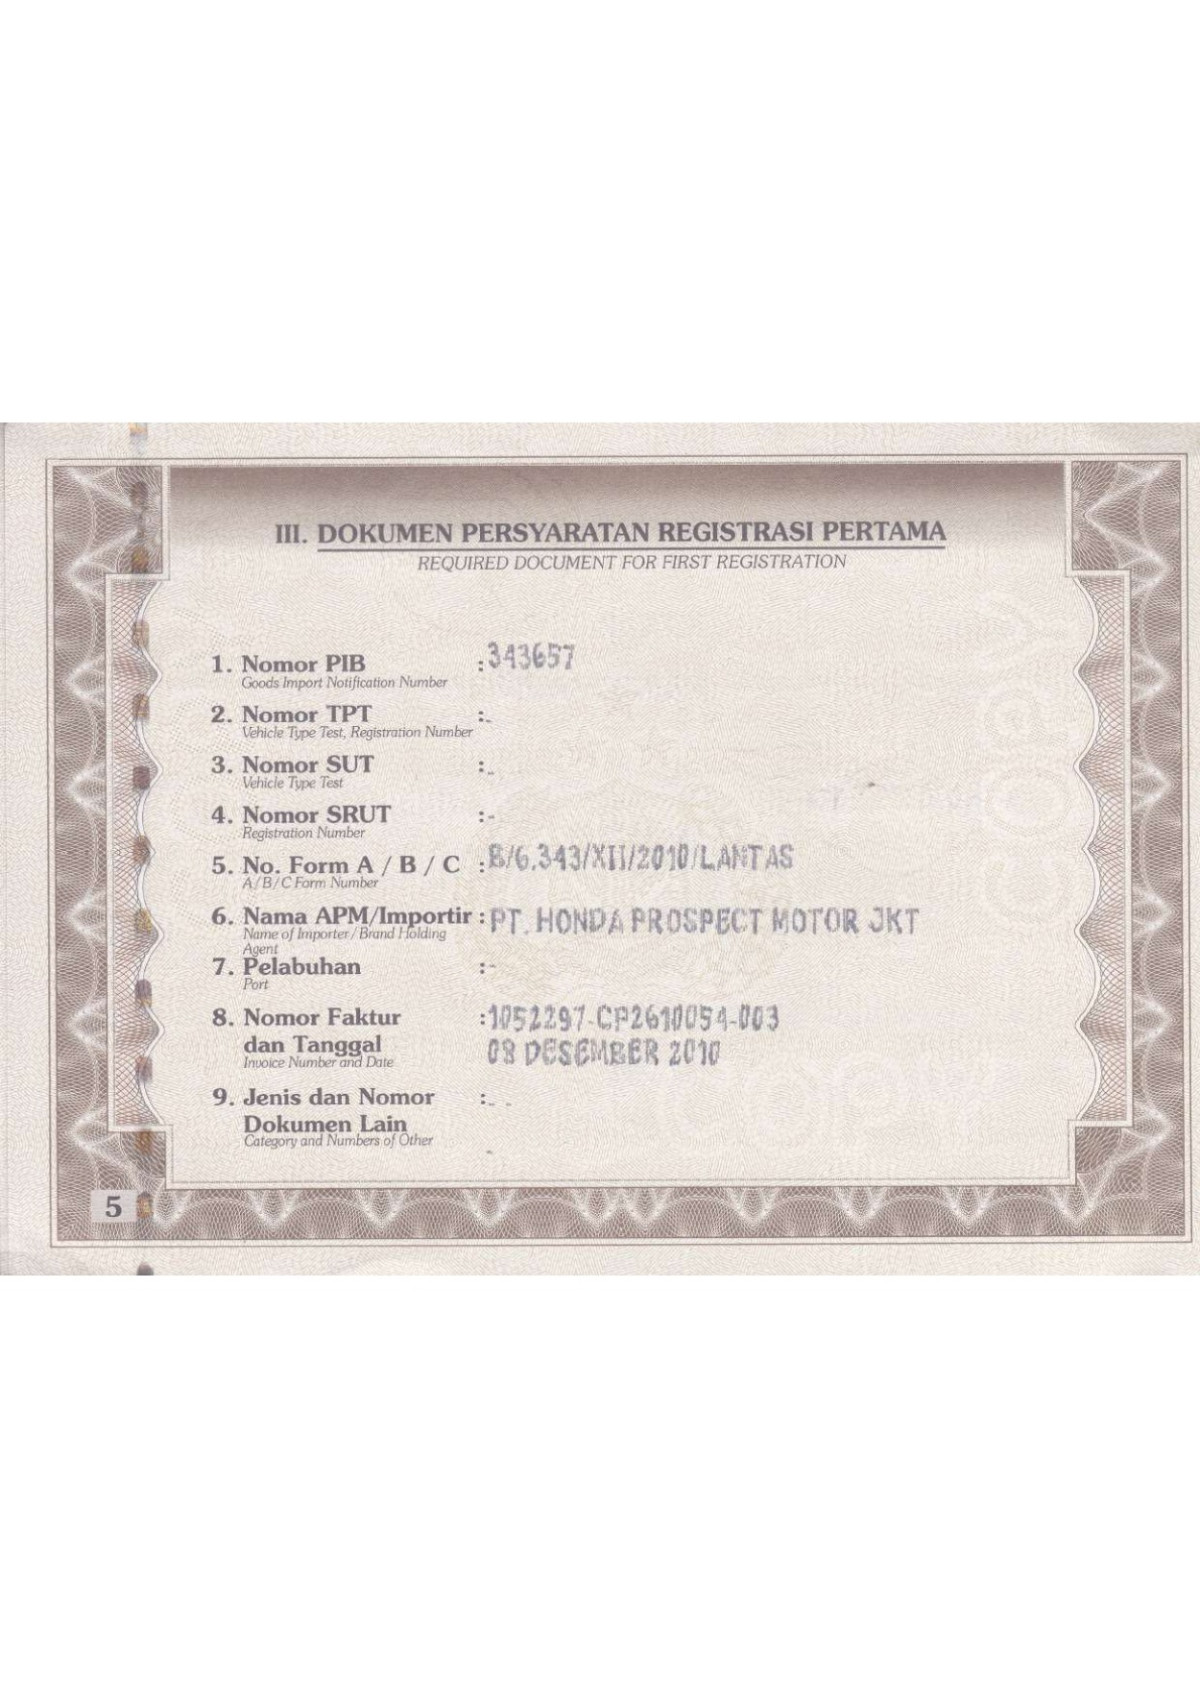 III. DOKUMEN PERSYARATAN REGISTRASI PERTAMA
REQUIRED DOCUMENT FOR FIRST REGISTRATION
1. Nomor PIB : 343657
Goods Import Notification Number
2. Nomor TPT : -
Vehicle Type Test, Registration Number
3. Nomor SUT : -
Vehicle Type Test
4. Nomor SRUT : -
Registration Number
5. No. Form A / B / C : B/6.343/XII/2010/LANTAS
A/B/C Form Number
6. Nama APM/Importir : PT. HONDA PROSPECT MOTOR JKT
Name of Importer / Brand Holding
Agent
7. Pelabuhan : -
Port
8. Nomor Faktur : 1052297-CP2610054-003
dan Tanggal 08 DESEMBER 2010
Invoice Number and Date
9. Jenis dan Nomor : - -
Dokumen Lain
Category and Numbers of Other
5